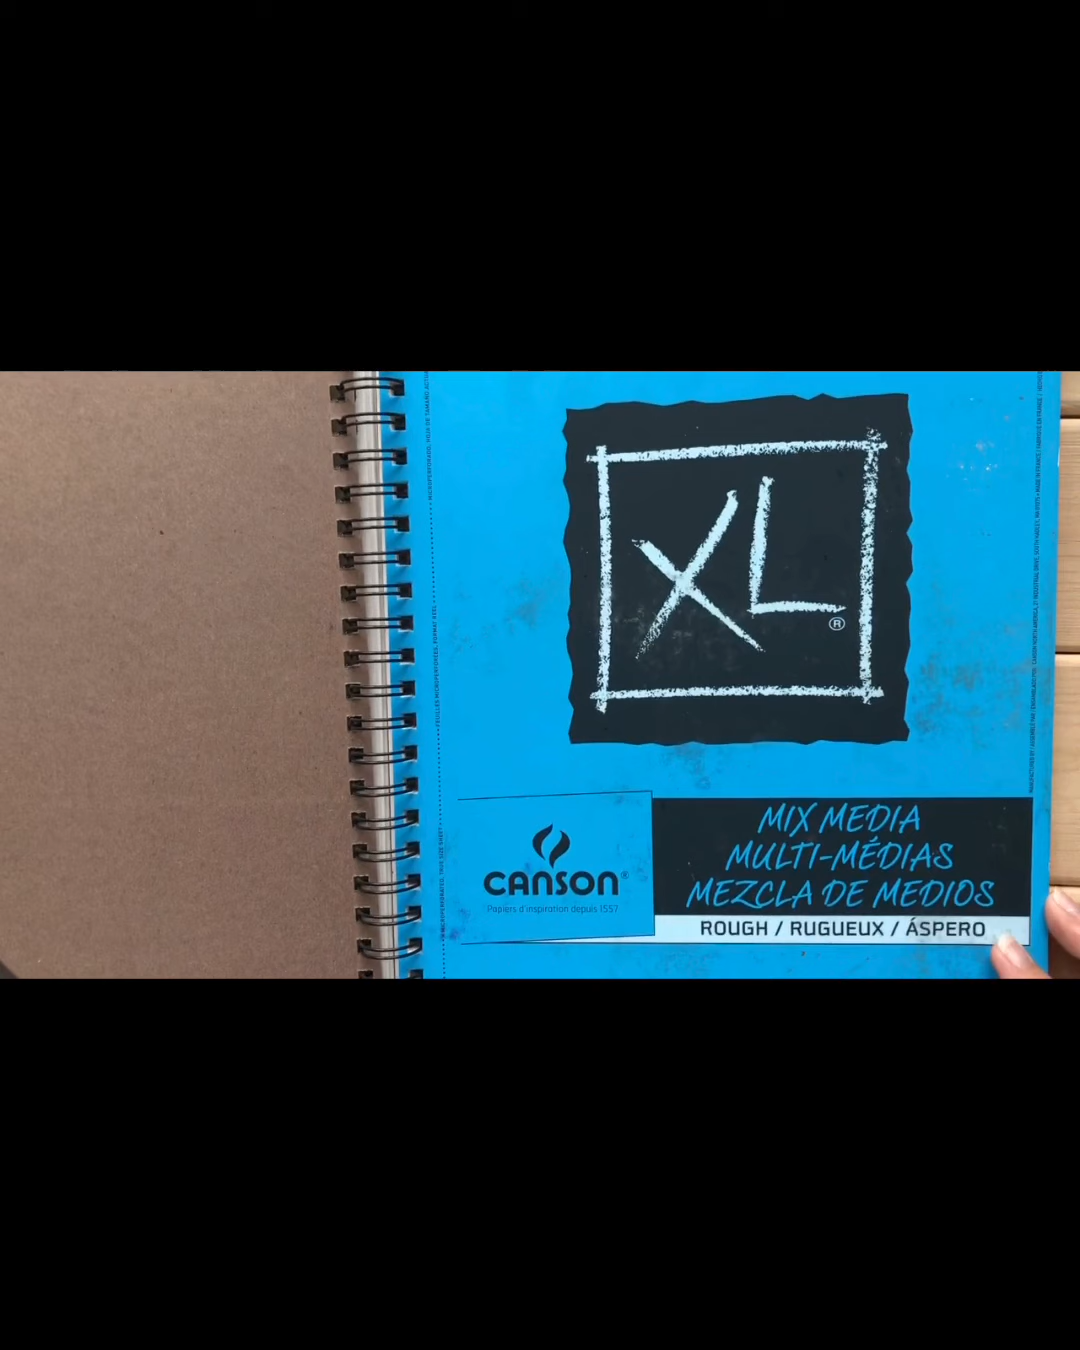 XL®
CANSON®
Papiers d'inspiration depuis 1557
MIX MEDIA
MULTI-MÉDIAS
MEZCLA DE MEDIOS
ROUGH / RUGUEUX / ÁSPERO